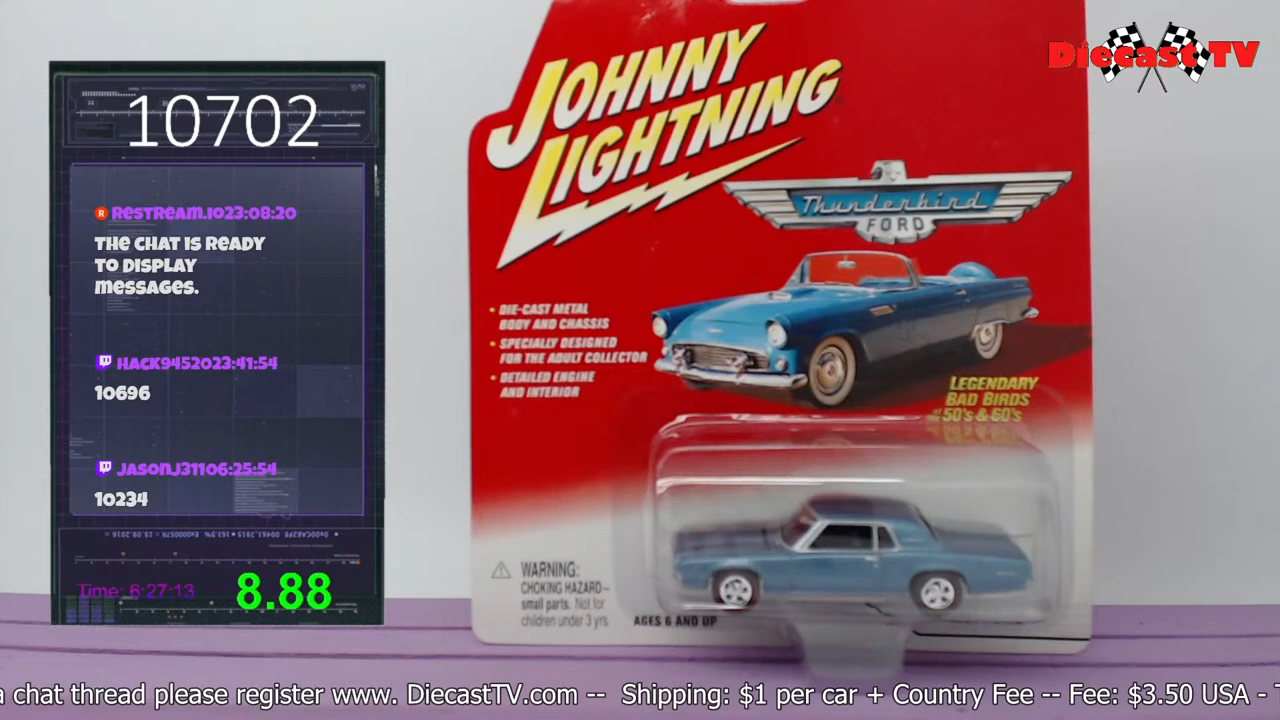 10702
Restream.io23:08:20
THE CHAT IS READY
TO DISPLAY
MESSAGES.
HACK9452023:41:54
10696
JASONJ31106:25:54
10234
Time: 6:27:13
8.88
JOHNNY
LIGHTNING
Thunderbird
FORD
• DIE-CAST METAL
BODY AND CHASSIS
• SPECIALLY DESIGNED
FOR THE ADULT COLLECTOR
• DETAILED ENGINE
AND INTERIOR
LEGENDARY
BAD BIRDS
50's & 60's
WARNING:
CHOKING HAZARD–
small parts. Not for
children under 3 yrs.
AGES 6 AND UP
Diecast TV
a chat thread please register www. DiecastTV.com -- Shipping: $1 per car + Country Fee -- Fee: $3.50 USA - T